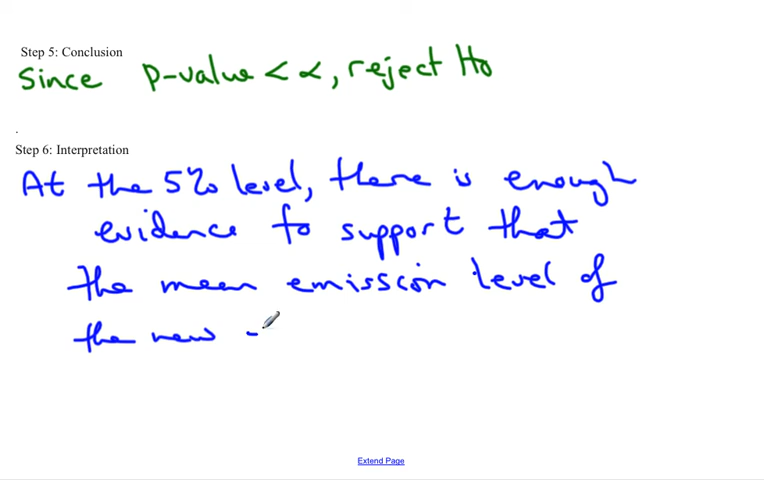 Step 5: Conclusion
Since p-value < α, reject Ho
.
Step 6: Interpretation
At the 5% level, there is enough
evidence to support that
the mean emission level of
the new -
Extend Page